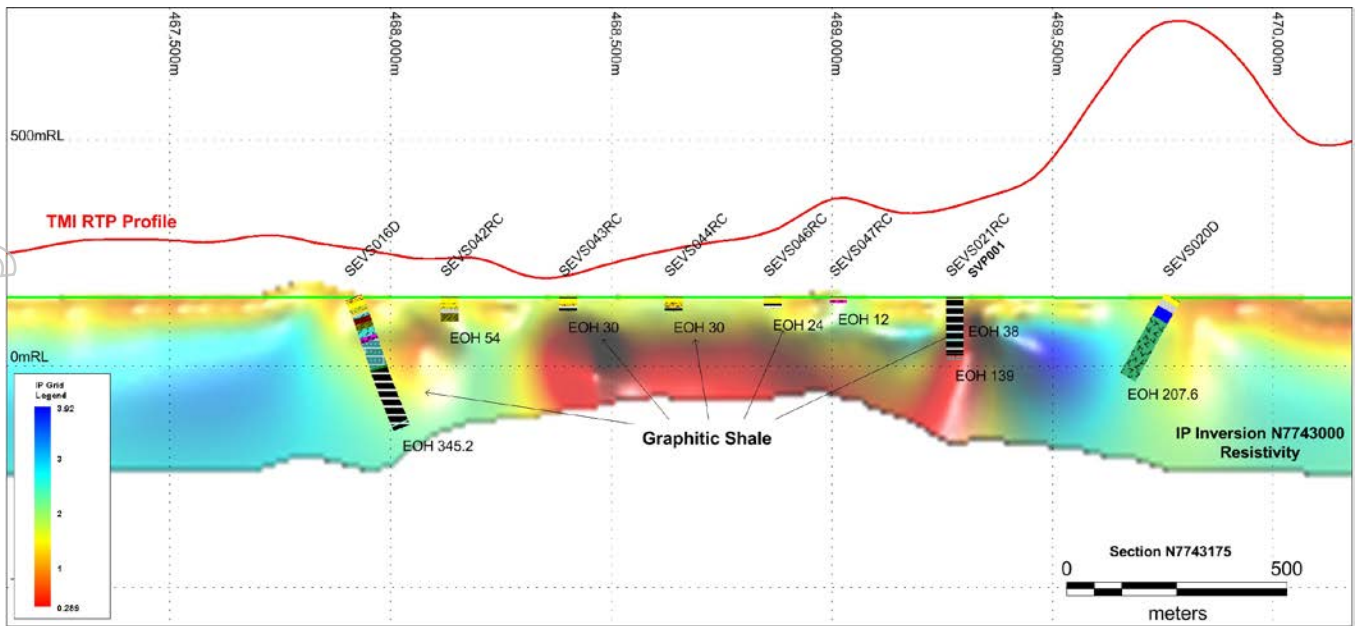 467,500m
468,000m
468,500m
469,000m
469,500m
470,000m
500mRL
TMI RTP Profile
SEVS016D
SEVS042RC
SEVS043RC
SEVS044RC
SEVS046RC
SEVS047RC
SEVS021RC
SVP001
SEVS020D
EOH 54
EOH 30
EOH 30
EOH 24
EOH 12
EOH 38
0mRL
EOH 139
EOH 207.6
IP Grid
Legend
3.92
3
2
1
0.286
Graphitic Shale
EOH 345.2
IP Inversion N7743000
Resistivity
Section N7743175
0
500
meters